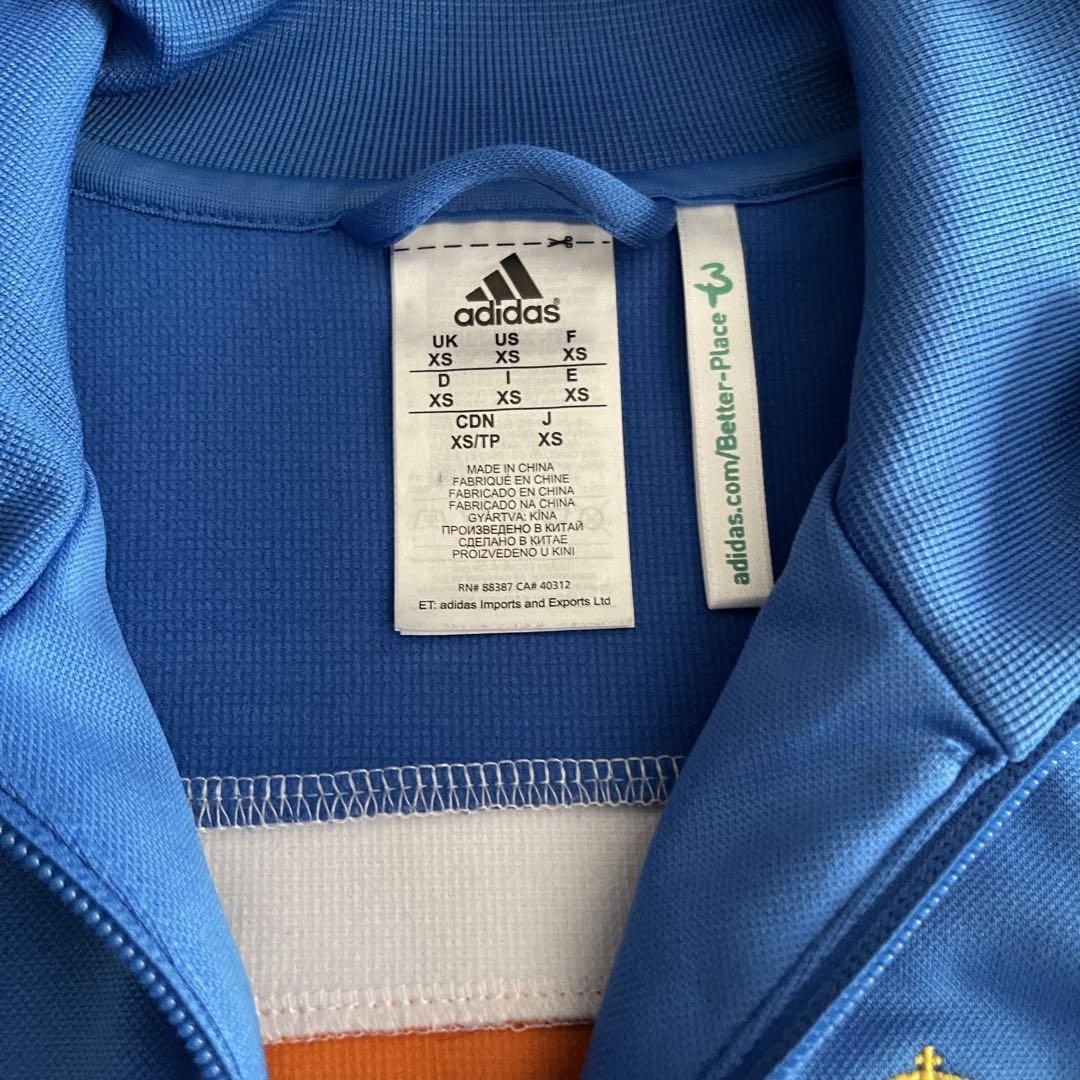 adidas®
UK US F
XS XS XS
D I E
XS XS XS
CDN J
XS/TP XS
MADE IN CHINA
FABRIQUÉ EN CHINE
FABRICADO EN CHINA
FABRICADO NA CHINA
GYÁRTVA: KÍNA
ПРОИЗВЕДЕНО В КИТАЙ
СДЕЛАНО В КИТАЕ
PROIZVEDENO U KINI
RN# 88387 CA# 40312
ET: adidas Imports and Exports Ltd
adidas.com/Better-Place